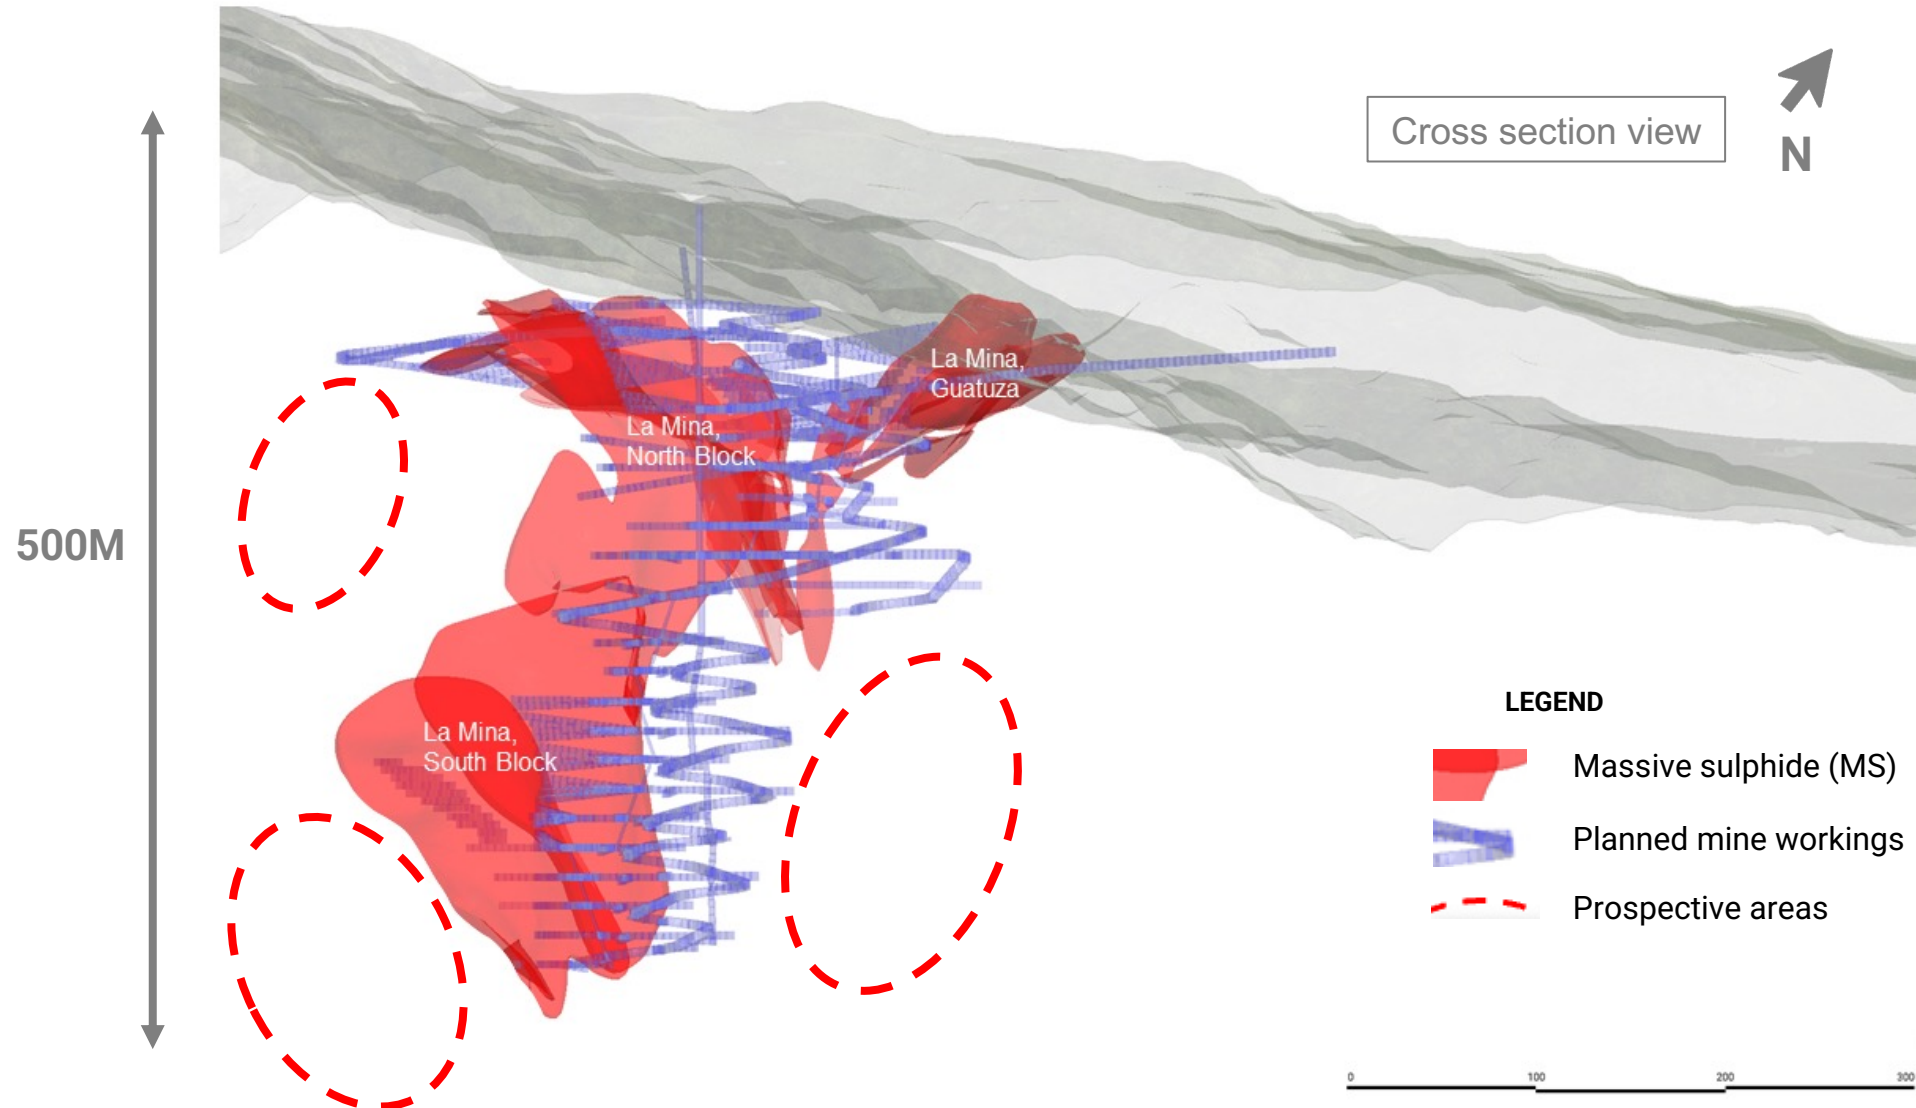 Cross section view
N
La Mina,
Guatuza
La Mina,
North Block
500M
La Mina,
South Block
LEGEND
Massive sulphide (MS)
Planned mine workings
Prospective areas
0 100 200 300